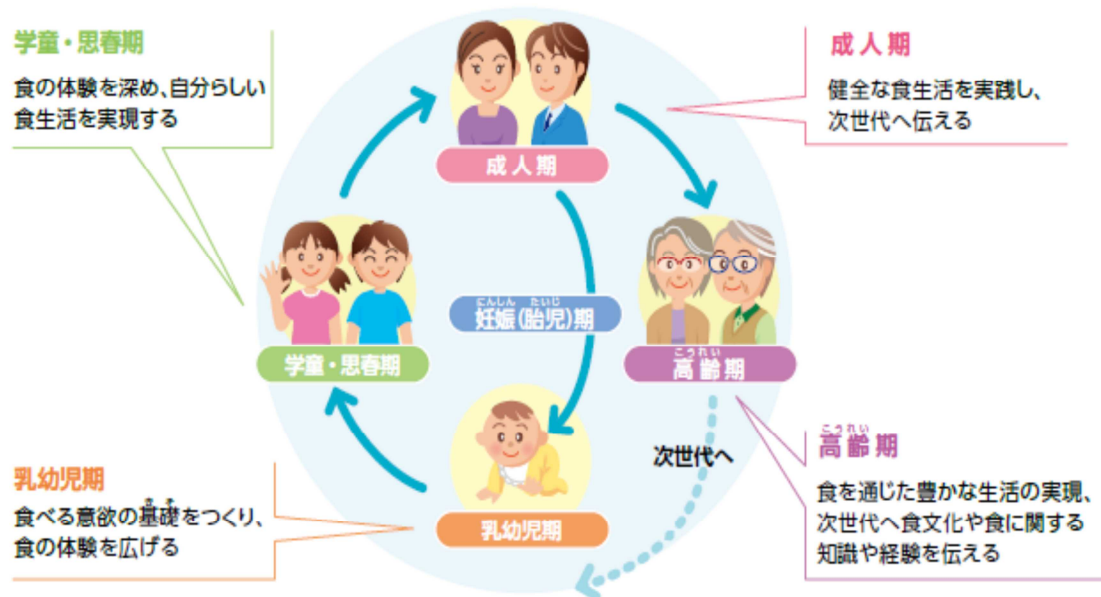 学童・思春期
食の体験を深め、自分らしい
食生活を実現する
成人期
健全な食生活を実践し、
次世代へ伝える
成人期
にんしん たいじ
妊娠(胎児)期
学童・思春期
こうれい
高齢期
次世代へ
乳幼児期
乳幼児期
きそ
食べる意欲の基礎をつくり、
食の体験を広げる
こうれい
高齢期
食を通じた豊かな生活の実現、
次世代へ食文化や食に関する
知識や経験を伝える